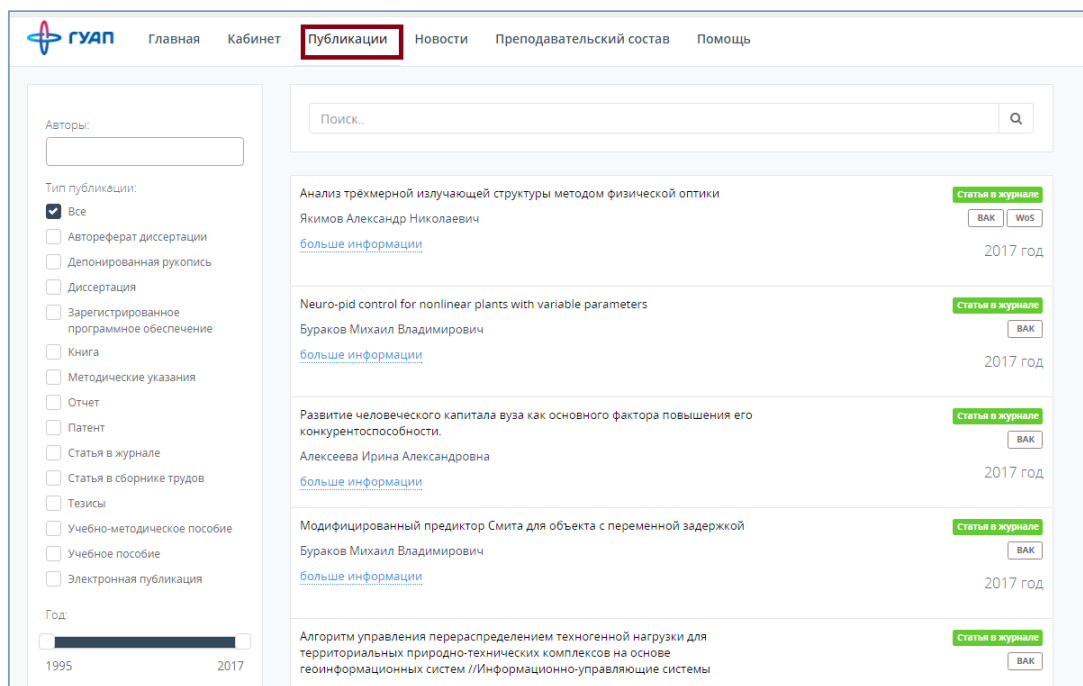 ГУАП
Главная Кабинет Публикации Новости Преподавательский состав Помощь
Авторы:
Тип публикации:
Все
Автореферат диссертации
Депонированная рукопись
Диссертация
Зарегистрированное
программное обеспечение
Книга
Методические указания
Отчет
Патент
Статья в журнале
Статья в сборнике трудов
Тезисы
Учебно-методическое пособие
Учебное пособие
Электронная публикация
Год:
1995 2017
Поиск..
Анализ трёхмерной излучающей структуры методом физической оптики
Якимов Александр Николаевич
больше информации
Статья в журнале
ВАК WoS
2017 год
Neuro-pid control for nonlinear plants with variable parameters
Бураков Михаил Владимирович
больше информации
Статья в журнале
ВАК
2017 год
Развитие человеческого капитала вуза как основного фактора повышения его
конкурентоспособности.
Алексеева Ирина Александровна
больше информации
Статья в журнале
ВАК
2017 год
Модифицированный предиктор Смита для объекта с переменной задержкой
Бураков Михаил Владимирович
больше информации
Статья в журнале
ВАК
2017 год
Алгоритм управления перераспределением техногенной нагрузки для
территориальных природно-технических комплексов на основе
геоинформационных систем //Информационно-управляющие системы
Статья в журнале
ВАК